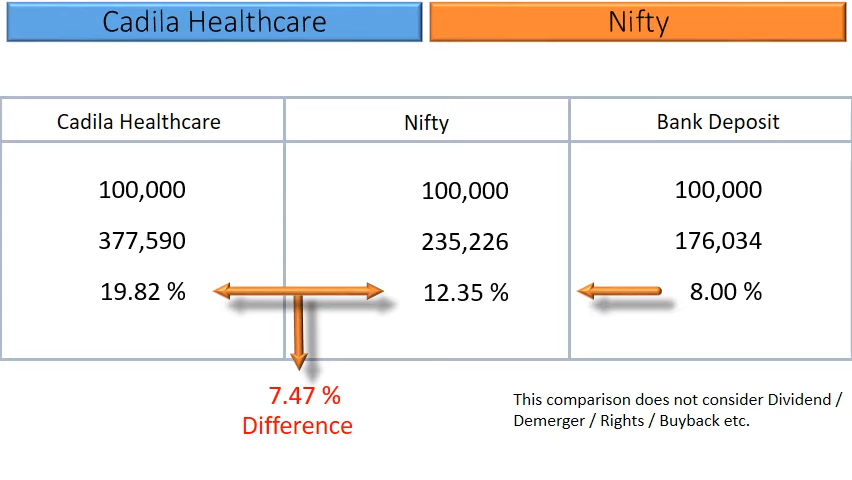 Cadila Healthcare Nifty
Cadila Healthcare Nifty Bank Deposit
100,000 100,000 100,000
377,590 235,226 176,034
19.82 % 12.35 % 8.00 %
7.47 %
Difference
This comparison does not consider Dividend /
Demerger / Rights / Buyback etc.